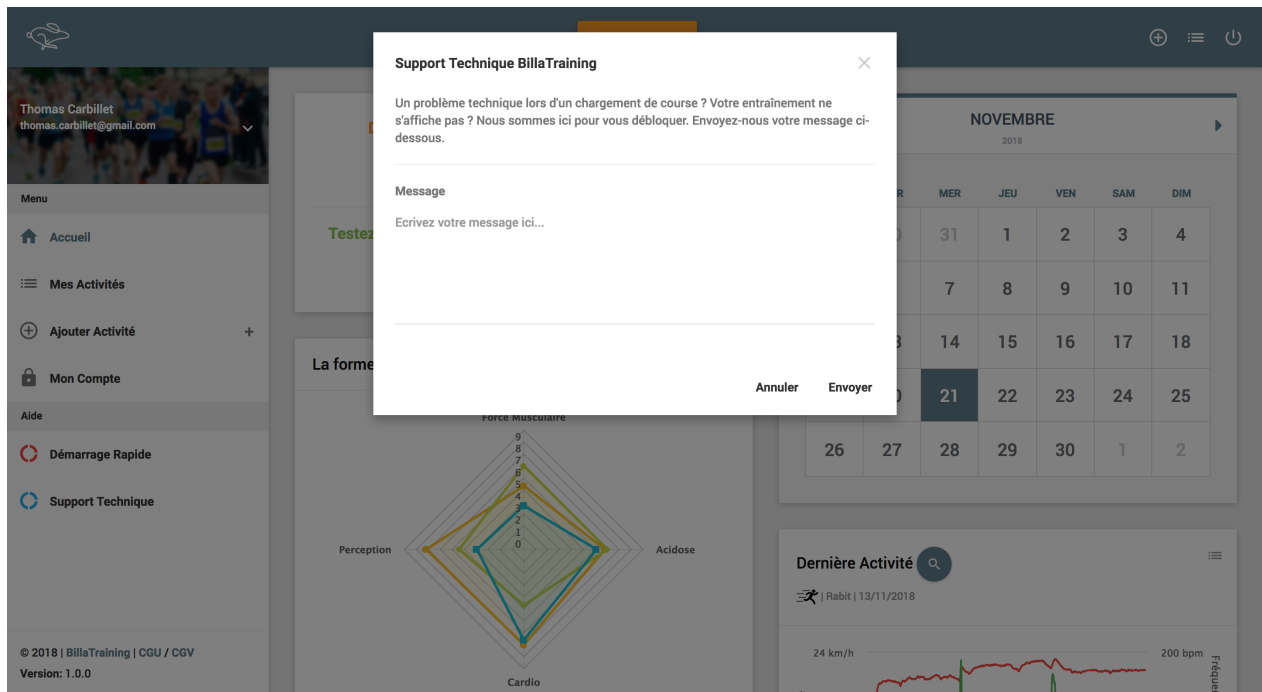 Support Technique BillaTraining
Un problème technique lors d'un chargement de course ? Votre entraînement ne
s'affiche pas ? Nous sommes ici pour vous débloquer. Envoyez-nous votre message ci-
dessous.
Message
Ecrivez votre message ici...
Annuler Envoyer
Thomas Carbillet
thomas.carbillet@gmail.com
Menu
Accueil
Mes Activités
Ajouter Activité +
Mon Compte
Aide
Démarrage Rapide
Support Technique
© 2018 | BillaTraining | CGU / CGV
Version: 1.0.0
Testez
La forme
Force Musculaire
9
8
7
6
5
4
3
2
1
0
Perception
Acidose
Cardio
NOVEMBRE
2018
MER JEU VEN SAM DIM
31 1 2 3 4
7 8 9 10 11
14 15 16 17 18
21 22 23 24 25
26 27 28 29 30 1 2
Dernière Activité
| Rabit | 13/11/2018
24 km/h
200 bpm